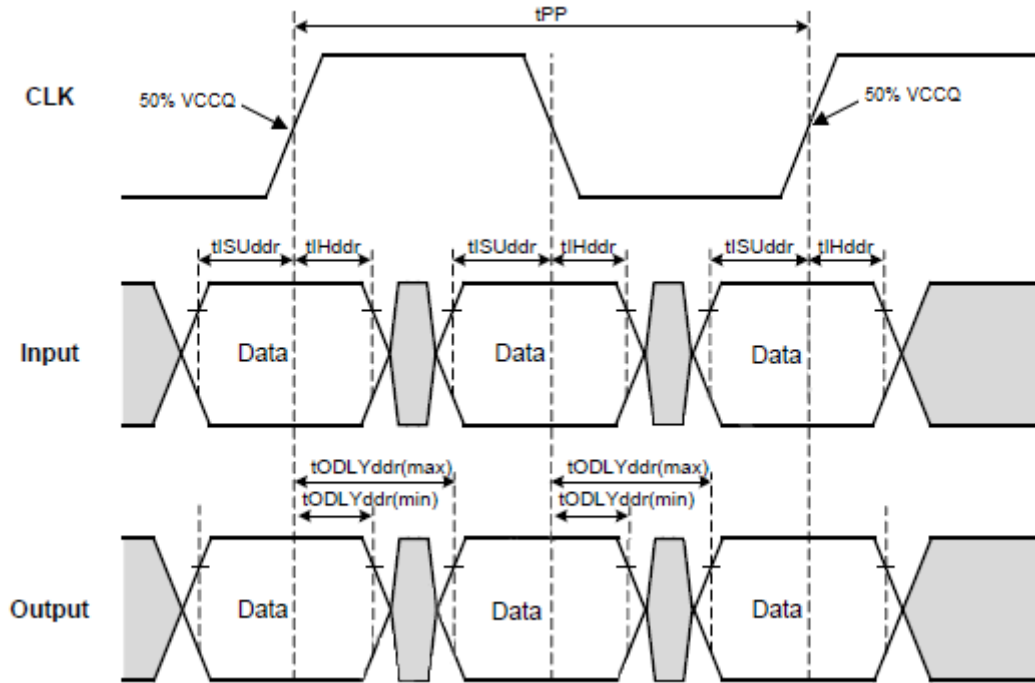 tPP
CLK
50% VCCQ
50% VCCQ
tISUddr tIHddr tISUddr tIHddr tISUddr tIHddr
Input
Data Data Data
tODLYddr(max) tODLYddr(max)
tODLYddr(min) tODLYddr(min)
Output
Data Data Data